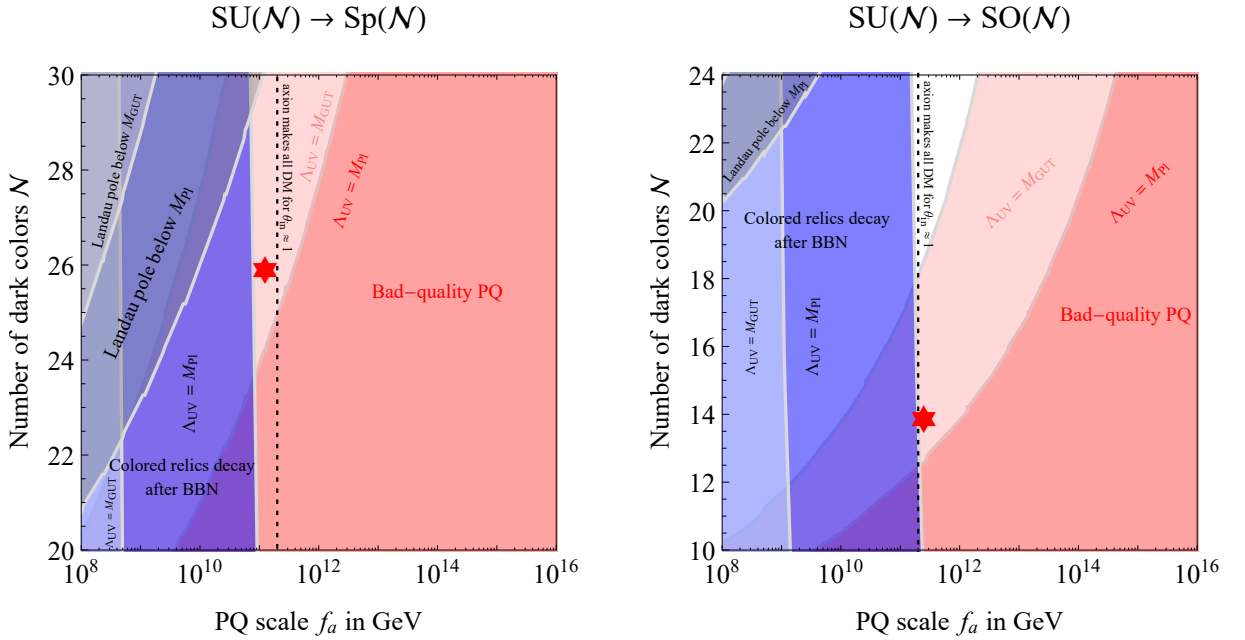 SU(𝒩) → Sp(𝒩)
Number of dark colors 𝒩
30
28
26
24
22
20
Landau pole below M_GUT
Landau pole below M_Pl
Λ_UV = M_Pl
Colored relics decay
after BBN
Λ_UV = M_GUT
axion makes all DM for θ_in ≈ 1
Λ_UV = M_GUT
Λ_UV = M_Pl
Bad−quality PQ
10^8
10^10
10^12
10^14
10^16
PQ scale f_a in GeV
SU(𝒩) → SO(𝒩)
Number of dark colors 𝒩
24
22
20
18
16
14
12
10
Landau pole below M_Pl
Colored relics decay
after BBN
Λ_UV = M_GUT
Λ_UV = M_Pl
axion makes all DM for θ_in ≈ 1
Λ_UV = M_GUT
Λ_UV = M_Pl
Bad−quality PQ
10^8
10^10
10^12
10^14
10^16
PQ scale f_a in GeV